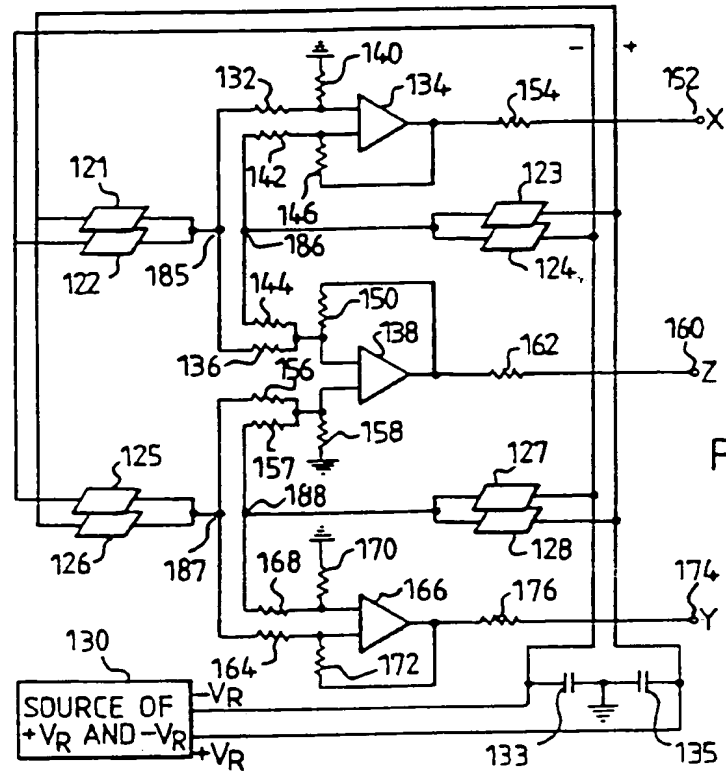 - +
132 140 134 154 152 X
142
121 146 186 123
122 185 124
144 150 138 162 160
136 Z
156
157 158
125 127 P
126 187 188 128
168 170 166 176 174
Y
164 172
130 -VR
SOURCE OF
+VR AND -VR
+VR 133 135